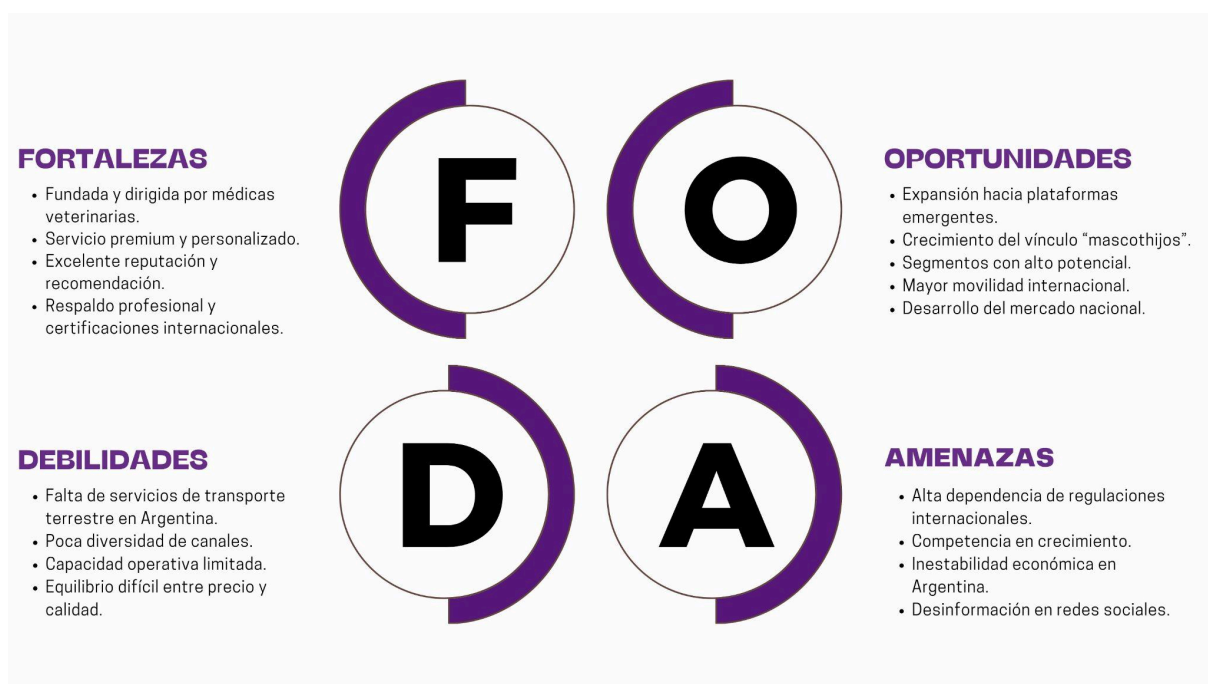 FORTALEZAS
• Fundada y dirigida por médicas
veterinarias.
• Servicio premium y personalizado.
• Excelente reputación y
recomendación.
• Respaldo profesional y
certificaciones internacionales.
F
O
OPORTUNIDADES
• Expansión hacia plataformas
emergentes.
• Crecimiento del vínculo “mascothijos”.
• Segmentos con alto potencial.
• Mayor movilidad internacional.
• Desarrollo del mercado nacional.
DEBILIDADES
• Falta de servicios de transporte
terrestre en Argentina.
• Poca diversidad de canales.
• Capacidad operativa limitada.
• Equilibrio difícil entre precio y
calidad.
D
A
AMENAZAS
• Alta dependencia de regulaciones
internacionales.
• Competencia en crecimiento.
• Inestabilidad económica en
Argentina.
• Desinformación en redes sociales.